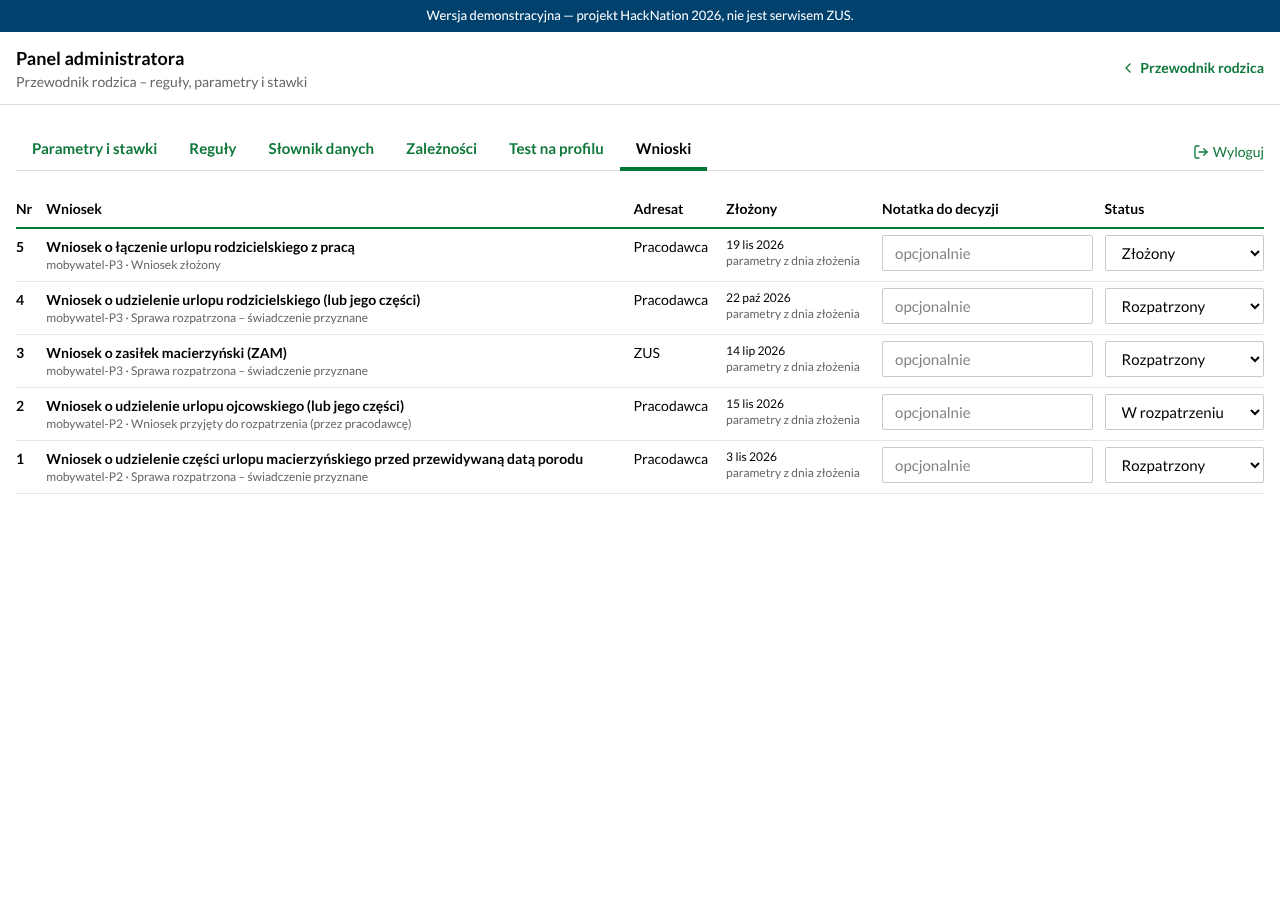 Wersja demonstracyjna — projekt HackNation 2026, nie jest serwisem ZUS.
Panel administratora
Przewodnik rodzica – reguły, parametry i stawki
Przewodnik rodzica
Parametry i stawki Reguły Słownik danych Zależności Test na profilu Wnioski Wyloguj
Nr Wniosek Adresat Złożony Notatka do decyzji Status
5 Wniosek o łączenie urlopu rodzicielskiego z pracą Pracodawca 19 lis 2026 opcjonalnie Złożony
mobywatel-P3 · Wniosek złożony parametry z dnia złożenia
4 Wniosek o udzielenie urlopu rodzicielskiego (lub jego części) Pracodawca 22 paź 2026 opcjonalnie Rozpatrzony
mobywatel-P3 · Sprawa rozpatrzona – świadczenie przyznane parametry z dnia złożenia
3 Wniosek o zasiłek macierzyński (ZAM) ZUS 14 lip 2026 opcjonalnie Rozpatrzony
mobywatel-P3 · Sprawa rozpatrzona – świadczenie przyznane parametry z dnia złożenia
2 Wniosek o udzielenie urlopu ojcowskiego (lub jego części) Pracodawca 15 lis 2026 opcjonalnie W rozpatrzeniu
mobywatel-P2 · Wniosek przyjęty do rozpatrzenia (przez pracodawcę) parametry z dnia złożenia
1 Wniosek o udzielenie części urlopu macierzyńskiego przed przewidywaną datą porodu Pracodawca 3 lis 2026 opcjonalnie Rozpatrzony
mobywatel-P2 · Sprawa rozpatrzona – świadczenie przyznane parametry z dnia złożenia